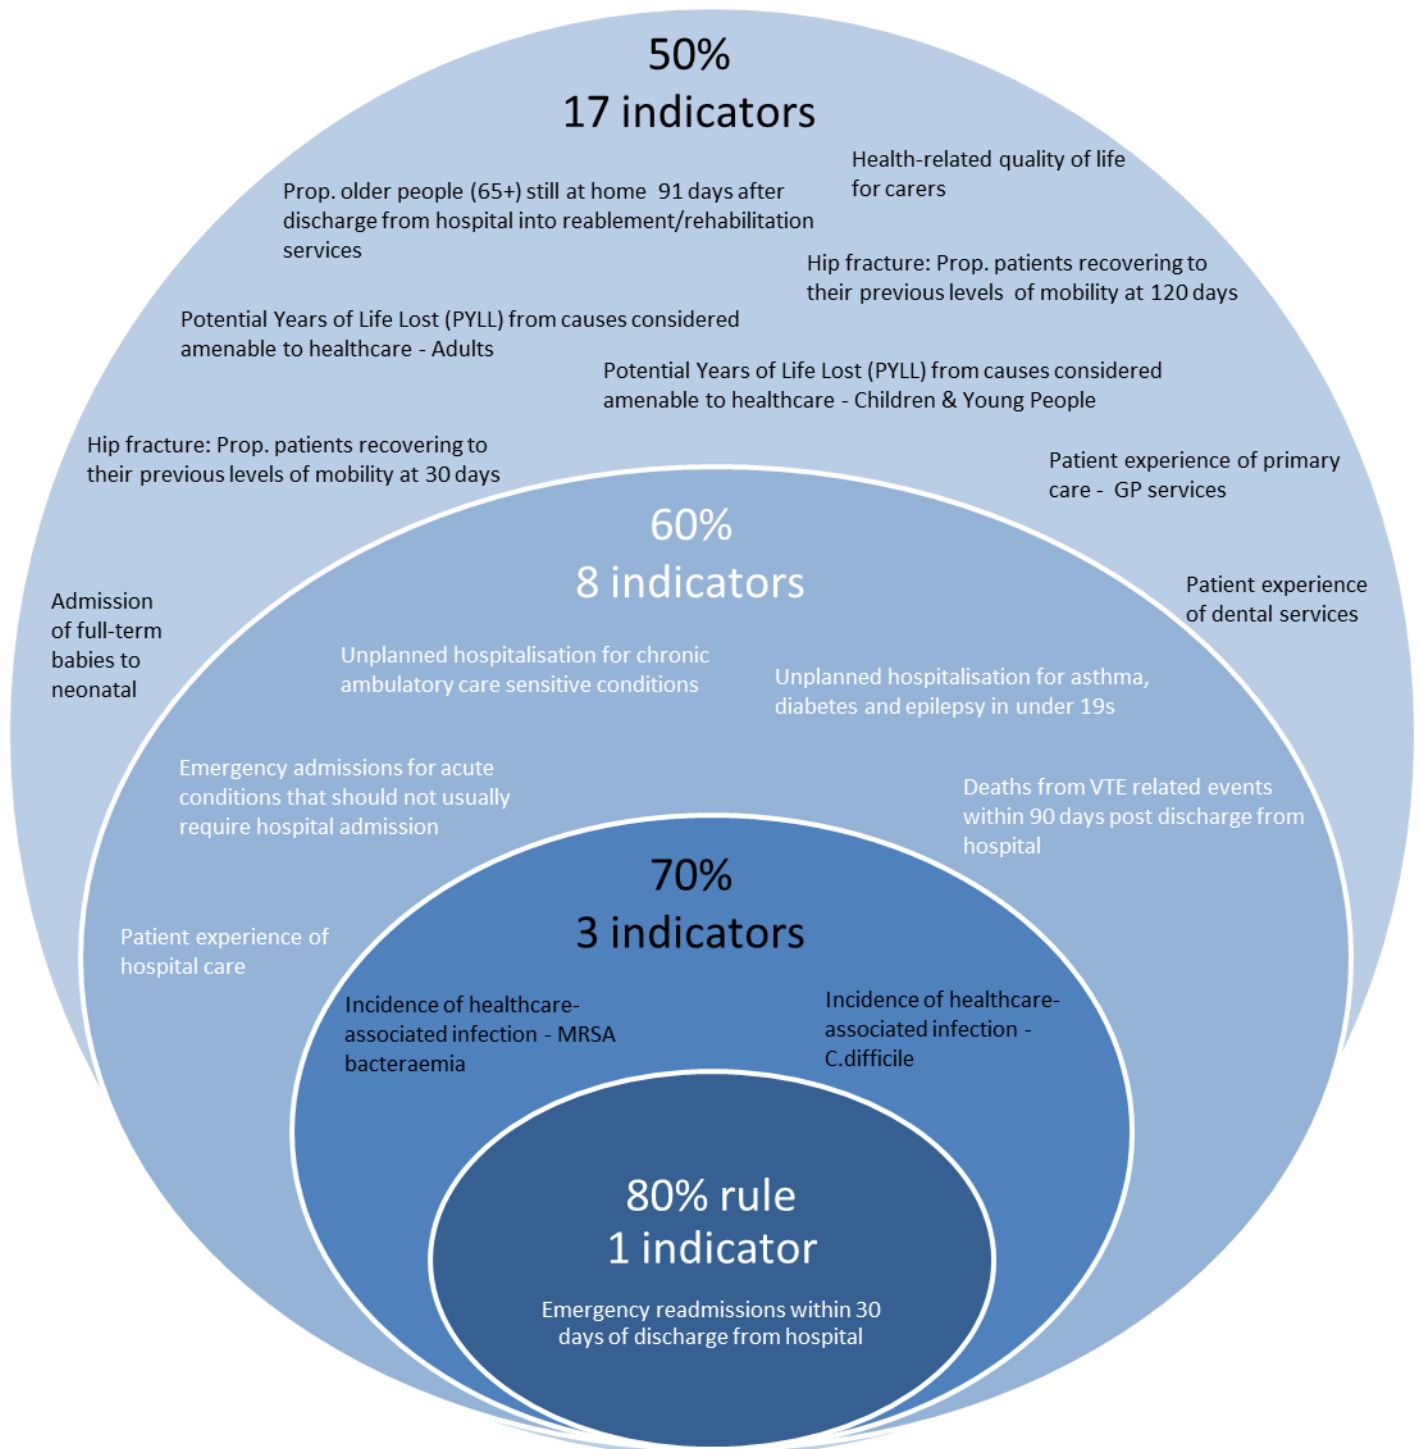 50%
17 indicators
Health-related quality of life
for carers
Prop. older people (65+) still at home 91 days after
discharge from hospital into reablement/rehabilitation
services
Hip fracture: Prop. patients recovering to
their previous levels of mobility at 120 days
Potential Years of Life Lost (PYLL) from causes considered
amenable to healthcare - Adults
Potential Years of Life Lost (PYLL) from causes considered
amenable to healthcare - Children & Young People
Hip fracture: Prop. patients recovering to
their previous levels of mobility at 30 days
Patient experience of primary
care - GP services
Admission
of full-term
babies to
neonatal
Patient experience
of dental services
60%
8 indicators
Unplanned hospitalisation for chronic
ambulatory care sensitive conditions
Unplanned hospitalisation for asthma,
diabetes and epilepsy in under 19s
Emergency admissions for acute
conditions that should not usually
require hospital admission
Deaths from VTE related events
within 90 days post discharge from
hospital
Patient experience of
hospital care
70%
3 indicators
Incidence of healthcare-
associated infection - MRSA
bacteraemia
Incidence of healthcare-
associated infection -
C.difficile
80% rule
1 indicator
Emergency readmissions within 30
days of discharge from hospital